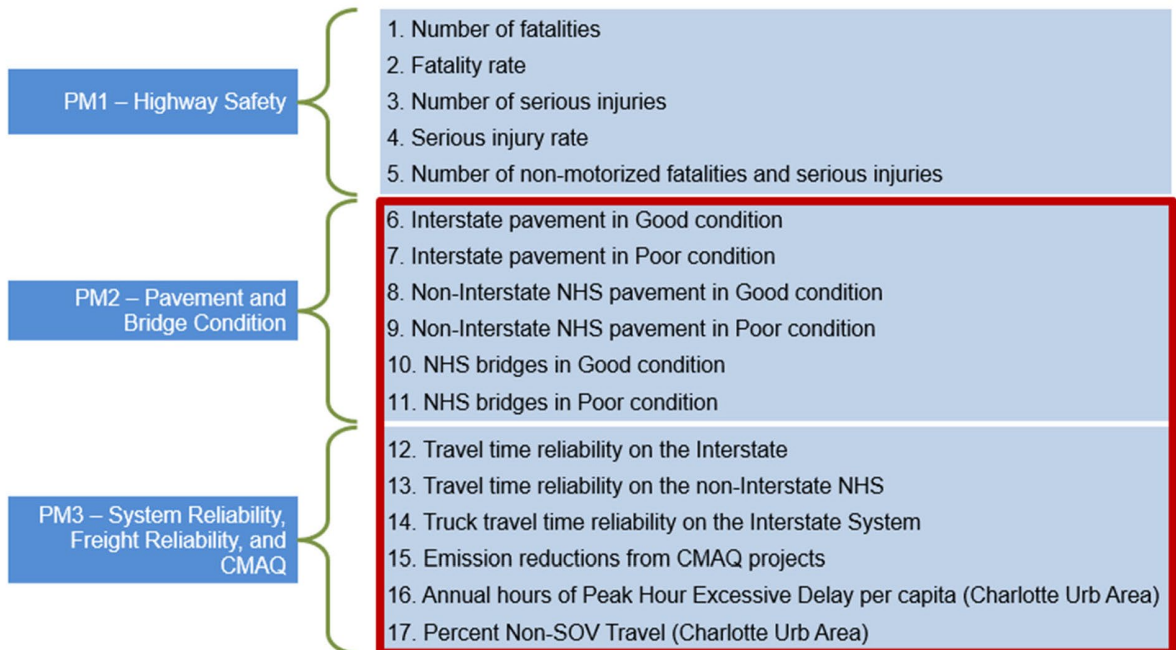 PM1 – Highway Safety
1. Number of fatalities
2. Fatality rate
3. Number of serious injuries
4. Serious injury rate
5. Number of non-motorized fatalities and serious injuries
PM2 – Pavement and
Bridge Condition
6. Interstate pavement in Good condition
7. Interstate pavement in Poor condition
8. Non-Interstate NHS pavement in Good condition
9. Non-Interstate NHS pavement in Poor condition
10. NHS bridges in Good condition
11. NHS bridges in Poor condition
PM3 – System Reliability,
Freight Reliability, and
CMAQ
12. Travel time reliability on the Interstate
13. Travel time reliability on the non-Interstate NHS
14. Truck travel time reliability on the Interstate System
15. Emission reductions from CMAQ projects
16. Annual hours of Peak Hour Excessive Delay per capita (Charlotte Urb Area)
17. Percent Non-SOV Travel (Charlotte Urb Area)